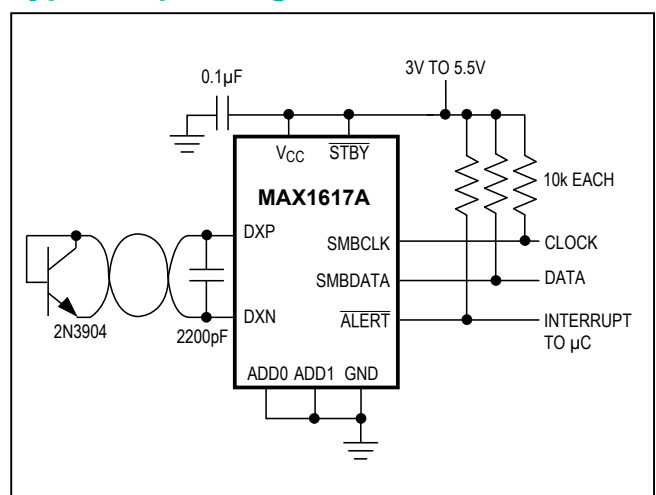 0.1µF
3V TO 5.5V
VCC STBY
MAX1617A
10k EACH
DXP
SMBCLK
CLOCK
SMBDATA
DATA
DXN
ALERT
INTERRUPT
TO µC
2N3904
2200pF
ADD0 ADD1 GND